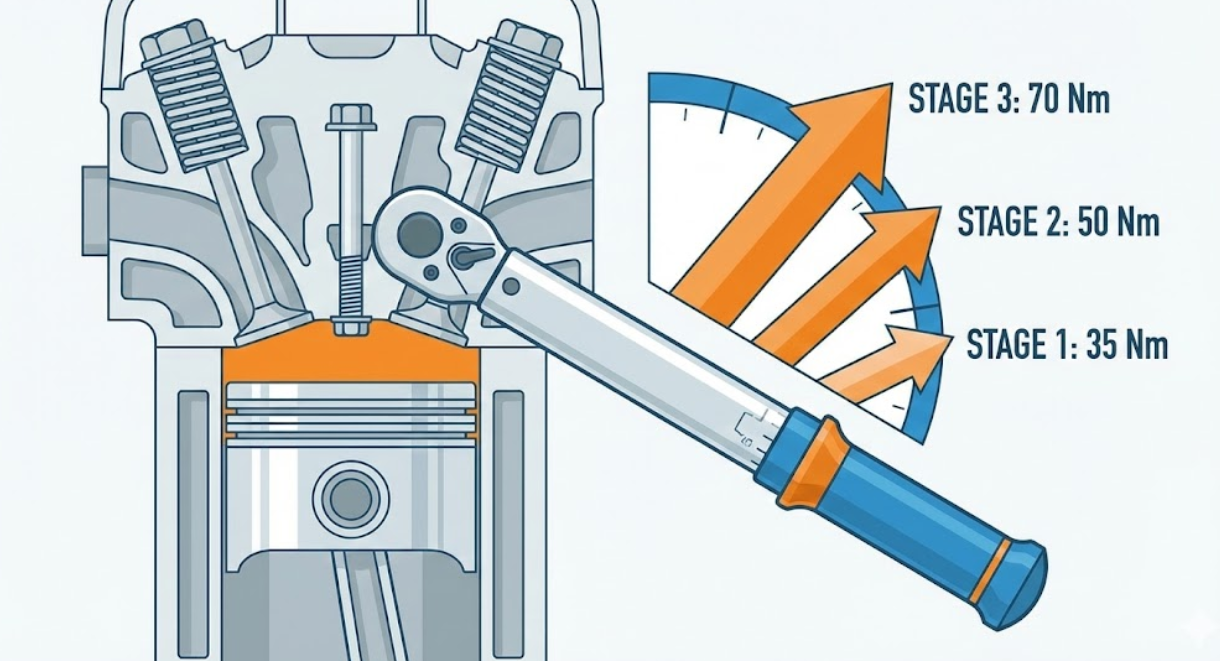 STAGE 3: 70 Nm
STAGE 2: 50 Nm
STAGE 1: 35 Nm